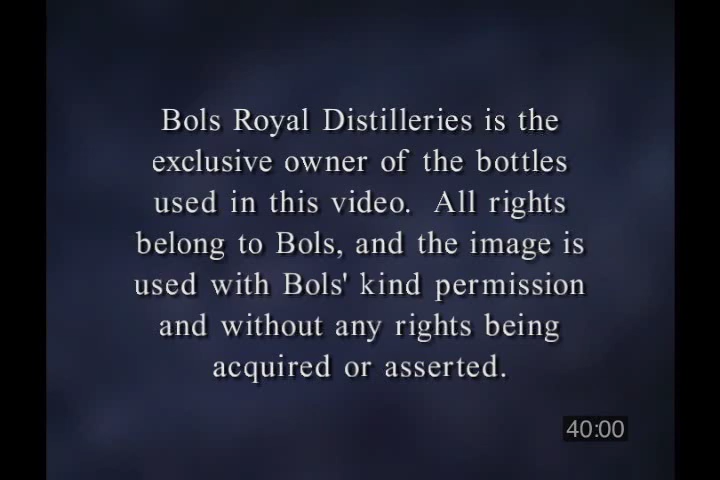 Bols Royal Distilleries is the
exclusive owner of the bottles
used in this video.  All rights
belong to Bols, and the image is
used with Bols' kind permission
and without any rights being
acquired or asserted.
40:00